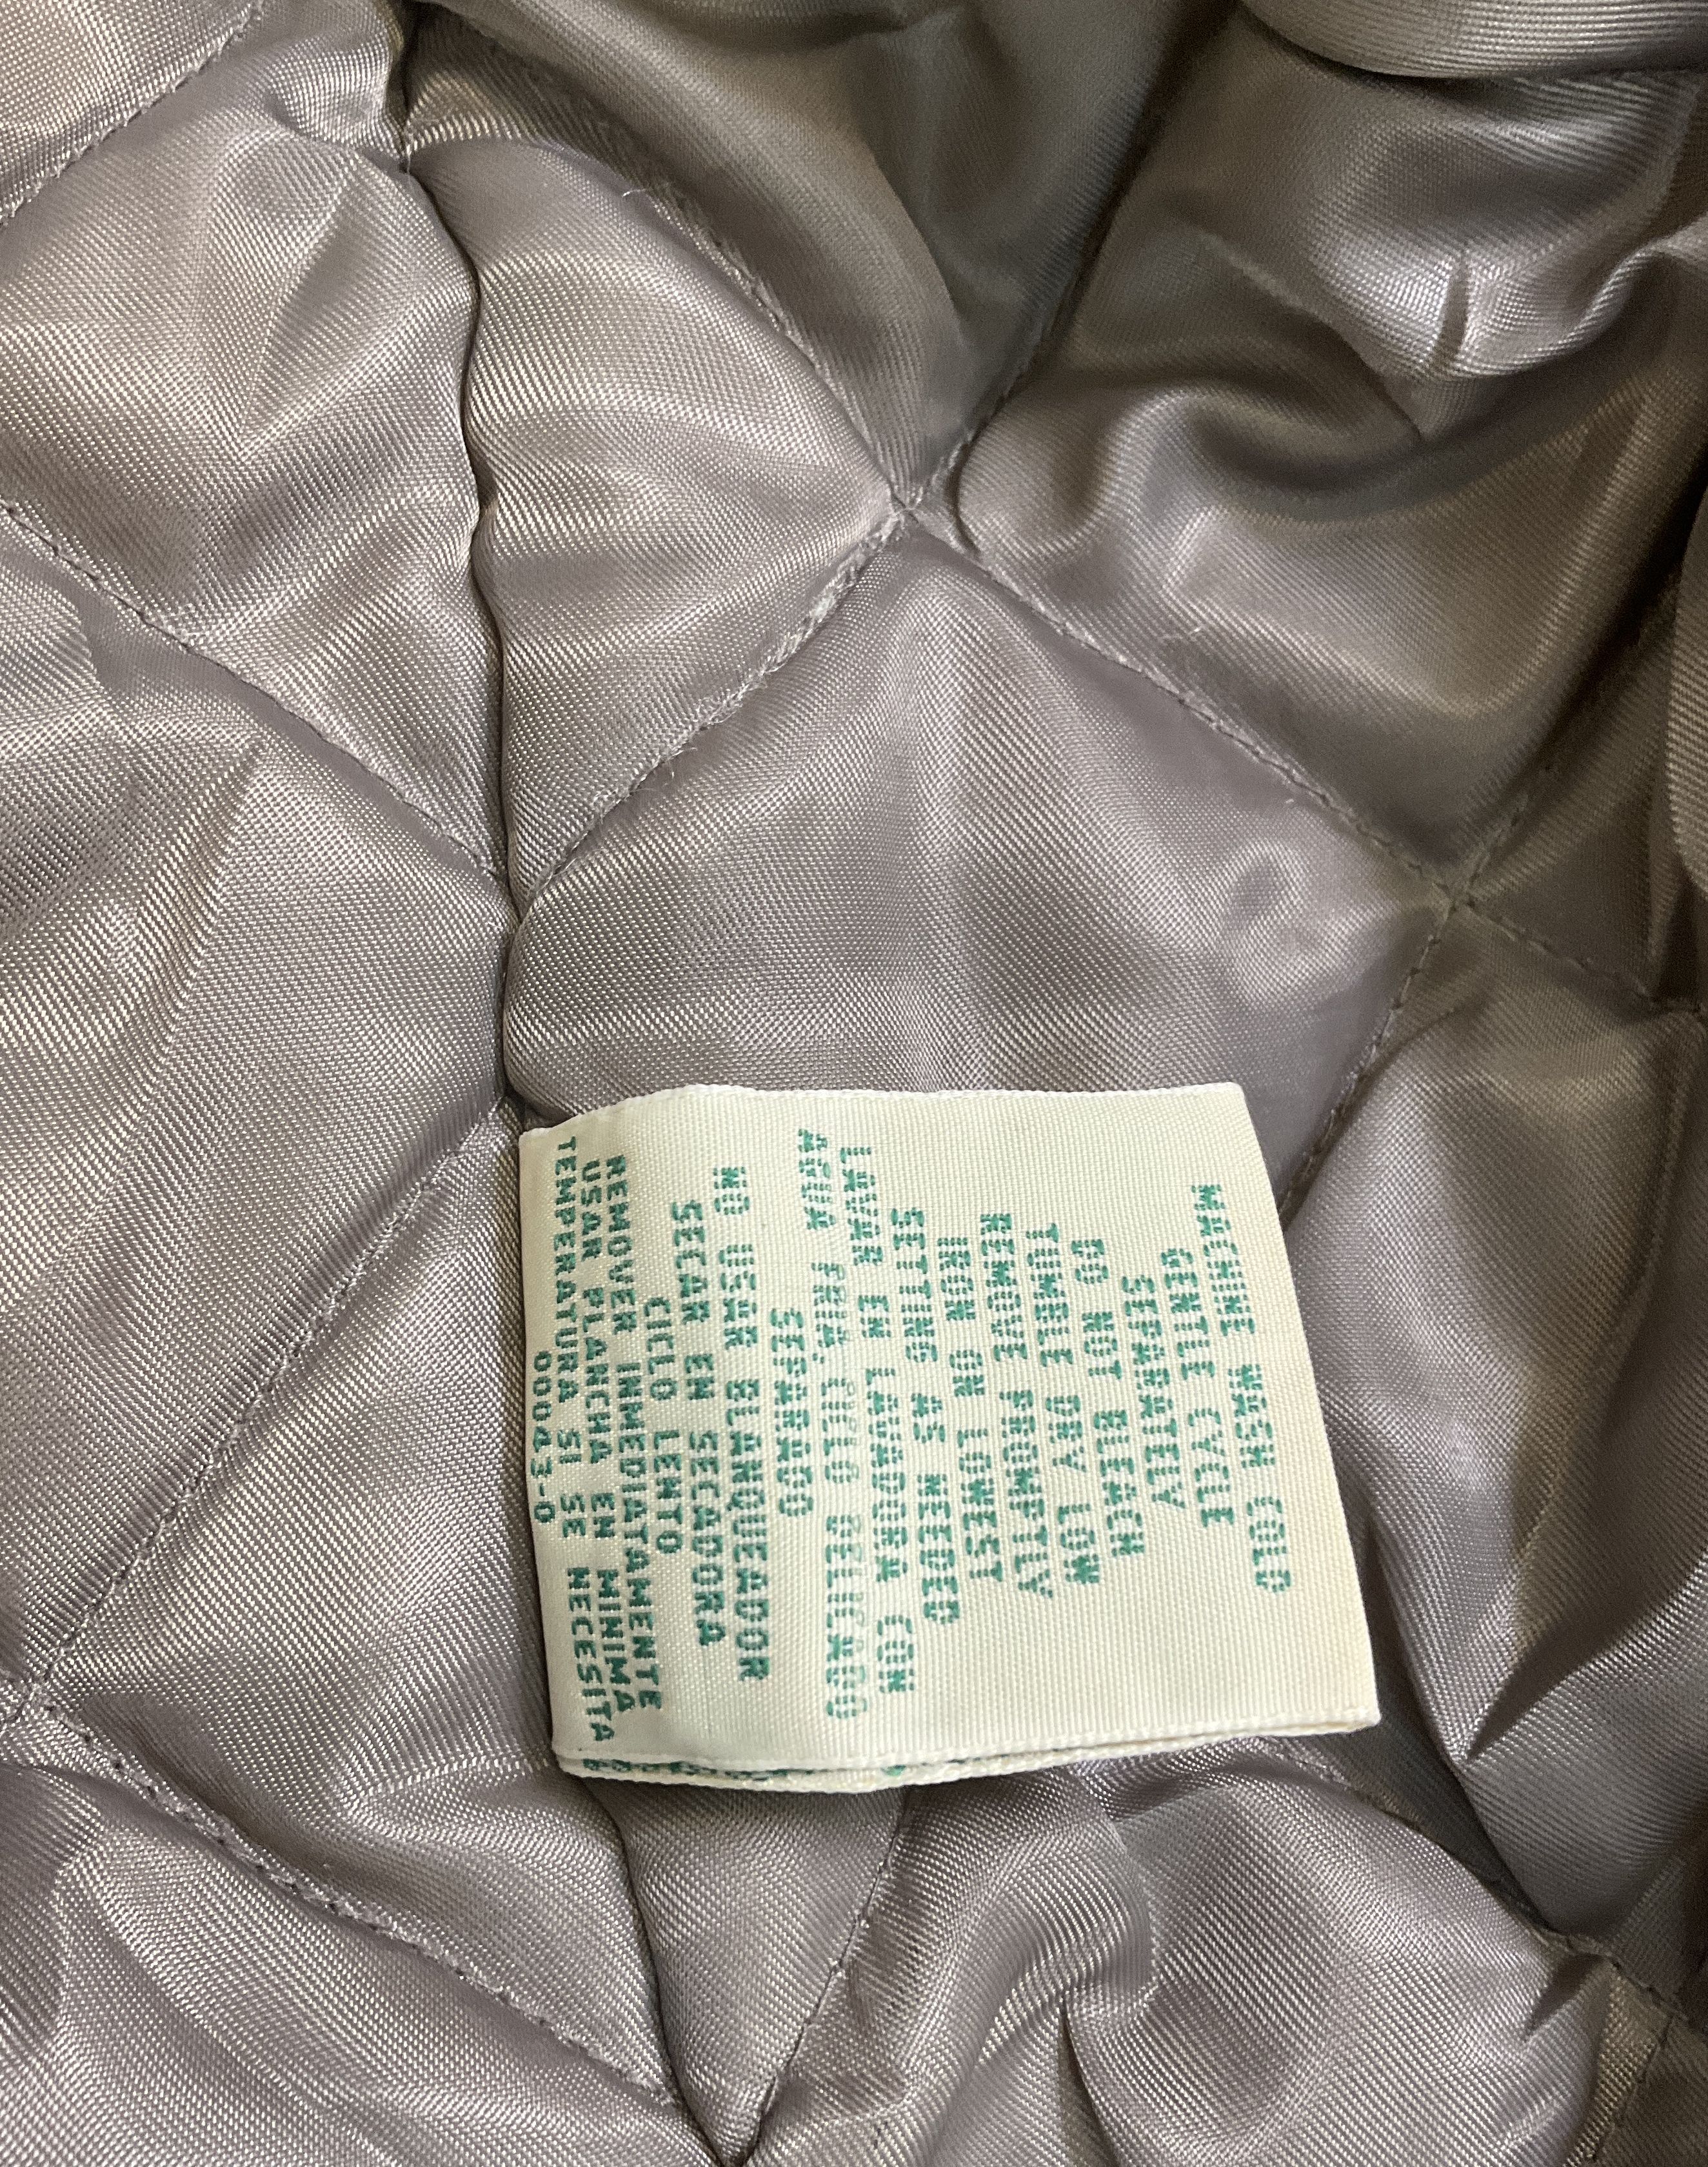 MACHINE WASH COLD
GENTLE CYCLE
SEPARATELY
DO NOT BLEACH
TUMBLE DRY LOW
REMOVE PROMPTLY
IRON ON LOWEST
SETTING AS NEEDED
LAVAR EN LAVADORA CON
AGUA FRIA, CICLO DELICADO
SEPARADO
NO USAR BLANQUEADOR
SECAR EN SECADORA
CICLO LENTO
REMOVER INMEDIATAMENTE
USAR PLANCHA EN MINIMA
TEMPERATURA SI SE NECESITA
00043-0